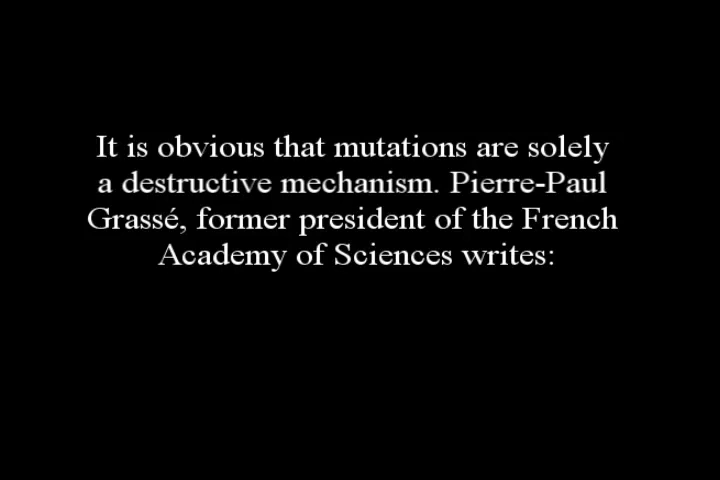 It is obvious that mutations are solely
a destructive mechanism. Pierre-Paul
Grassé, former president of the French
Academy of Sciences writes: